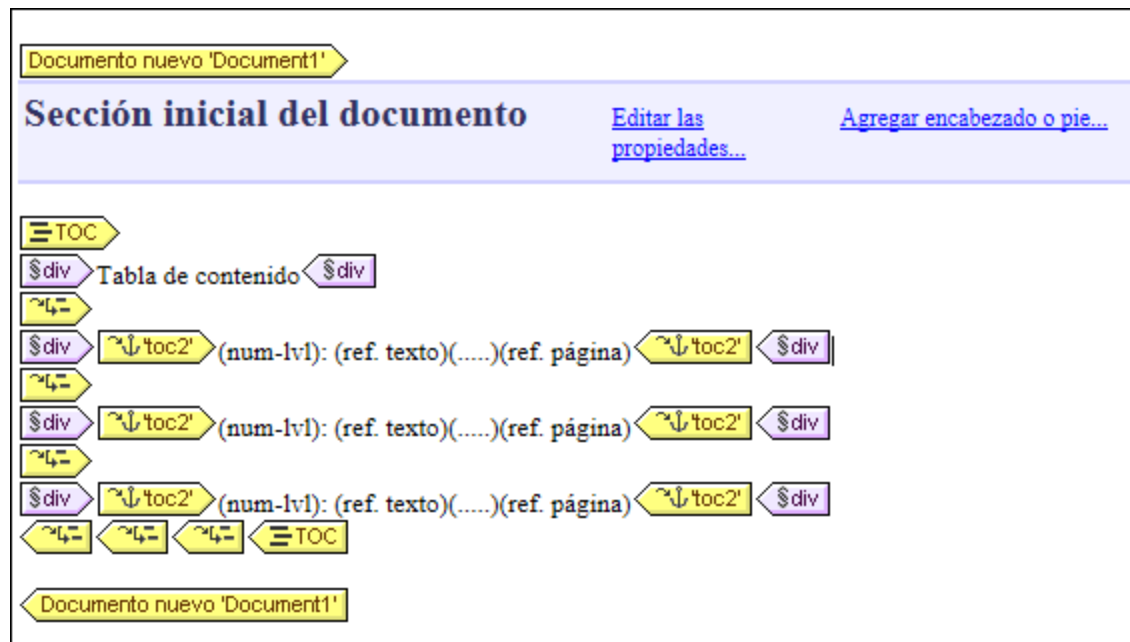 Documento nuevo 'Document1'
Sección inicial del documento Editar las propiedades... Agregar encabezado o pie...
TOC
§div Tabla de contenido §div
§div 'toc2' (num-lvl): (ref. texto)(.....)(ref. página) 'toc2' §div
§div 'toc2' (num-lvl): (ref. texto)(.....)(ref. página) 'toc2' §div
§div 'toc2' (num-lvl): (ref. texto)(.....)(ref. página) 'toc2' §div
TOC
Documento nuevo 'Document1'